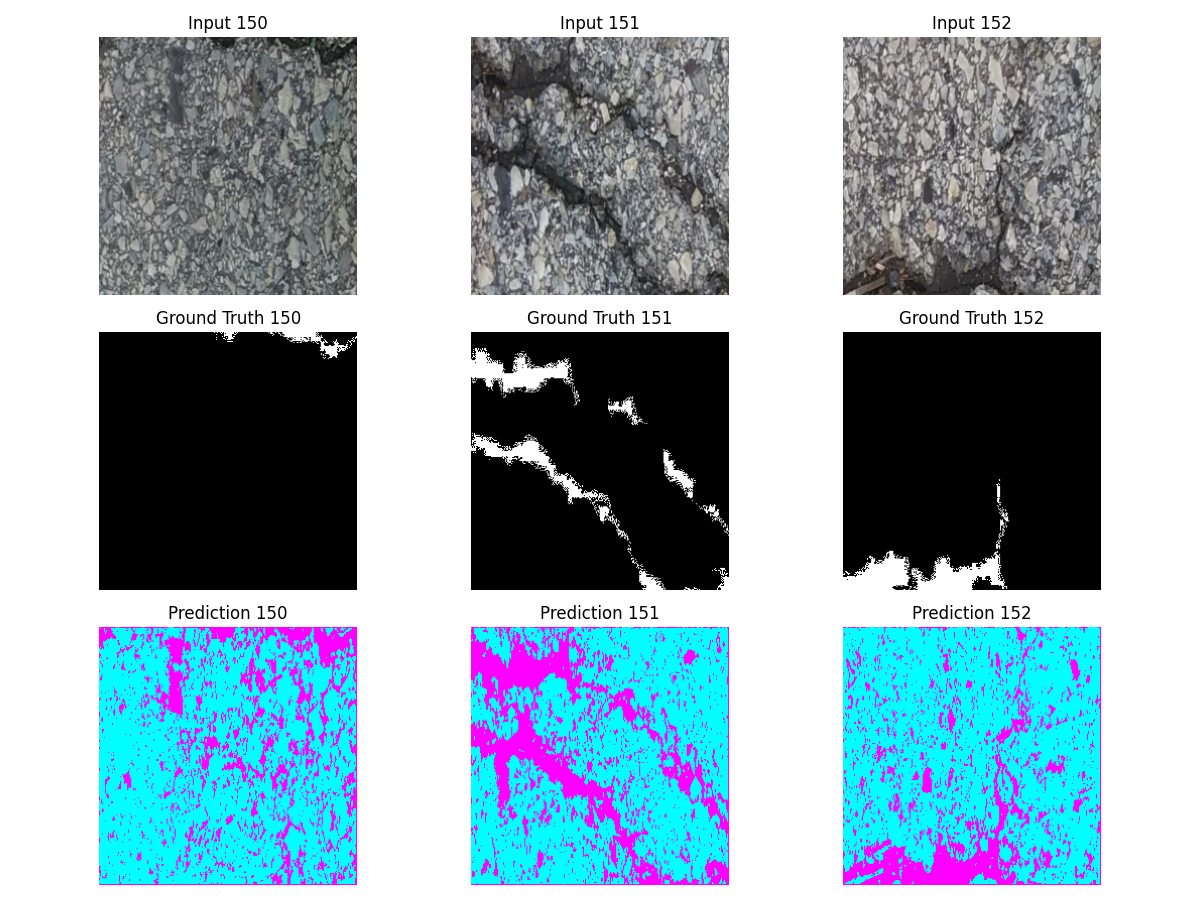 Input 150
Input 151
Input 152
Ground Truth 150
Ground Truth 151
Ground Truth 152
Prediction 150
Prediction 151
Prediction 152